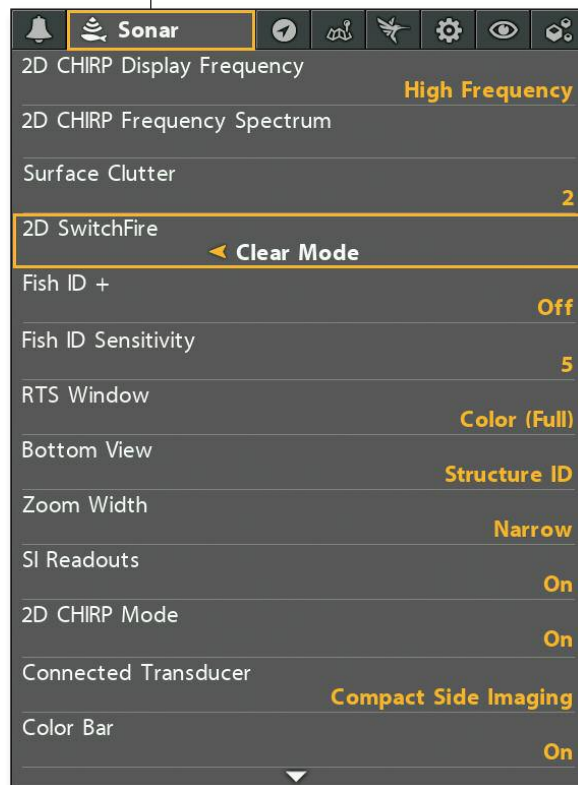 Sonar
2D CHIRP Display Frequency
High Frequency
2D CHIRP Frequency Spectrum
Surface Clutter
2
2D SwitchFire
Clear Mode
Fish ID +
Off
Fish ID Sensitivity
5
RTS Window
Color (Full)
Bottom View
Structure ID
Zoom Width
Narrow
SI Readouts
On
2D CHIRP Mode
On
Connected Transducer
Compact Side Imaging
Color Bar
On